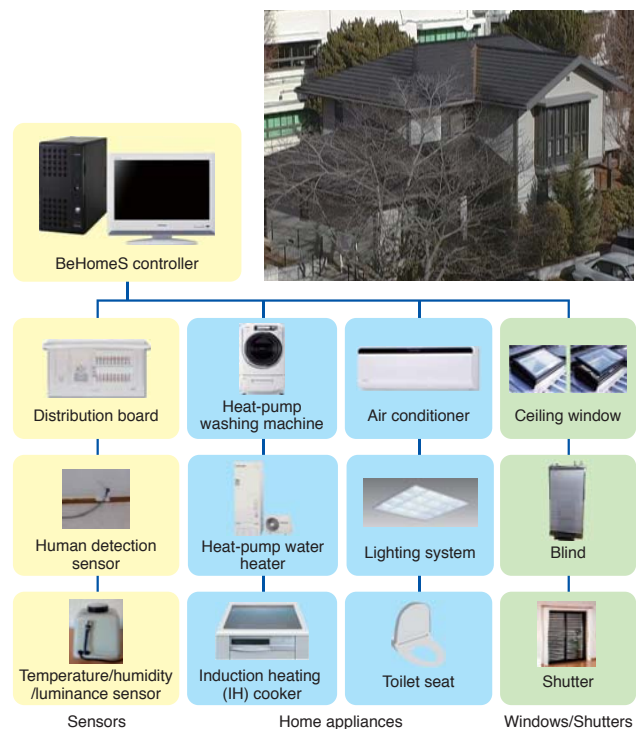 BeHomeS controller
Distribution board
Heat-pump
washing machine
Air conditioner
Ceiling window
Human detection
sensor
Heat-pump water
heater
Lighting system
Blind
Temperature/humidity
/luminance sensor
Induction heating
(IH) cooker
Toilet seat
Shutter
Sensors
Home appliances
Windows/Shutters